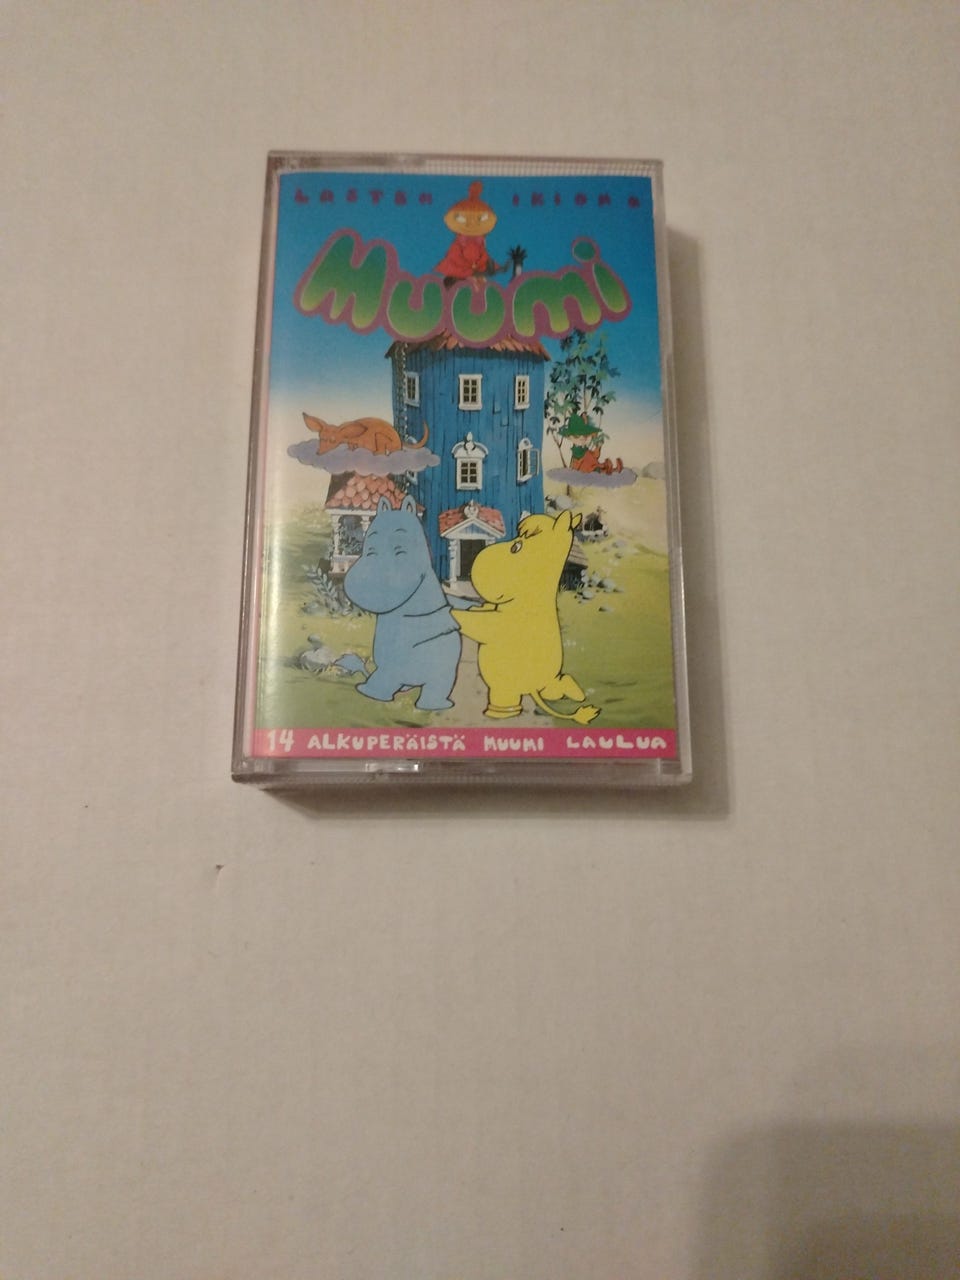 LASTEN IKIOMA
Muumi
14 ALKUPERÄISTÄ MUUMI LAULUA